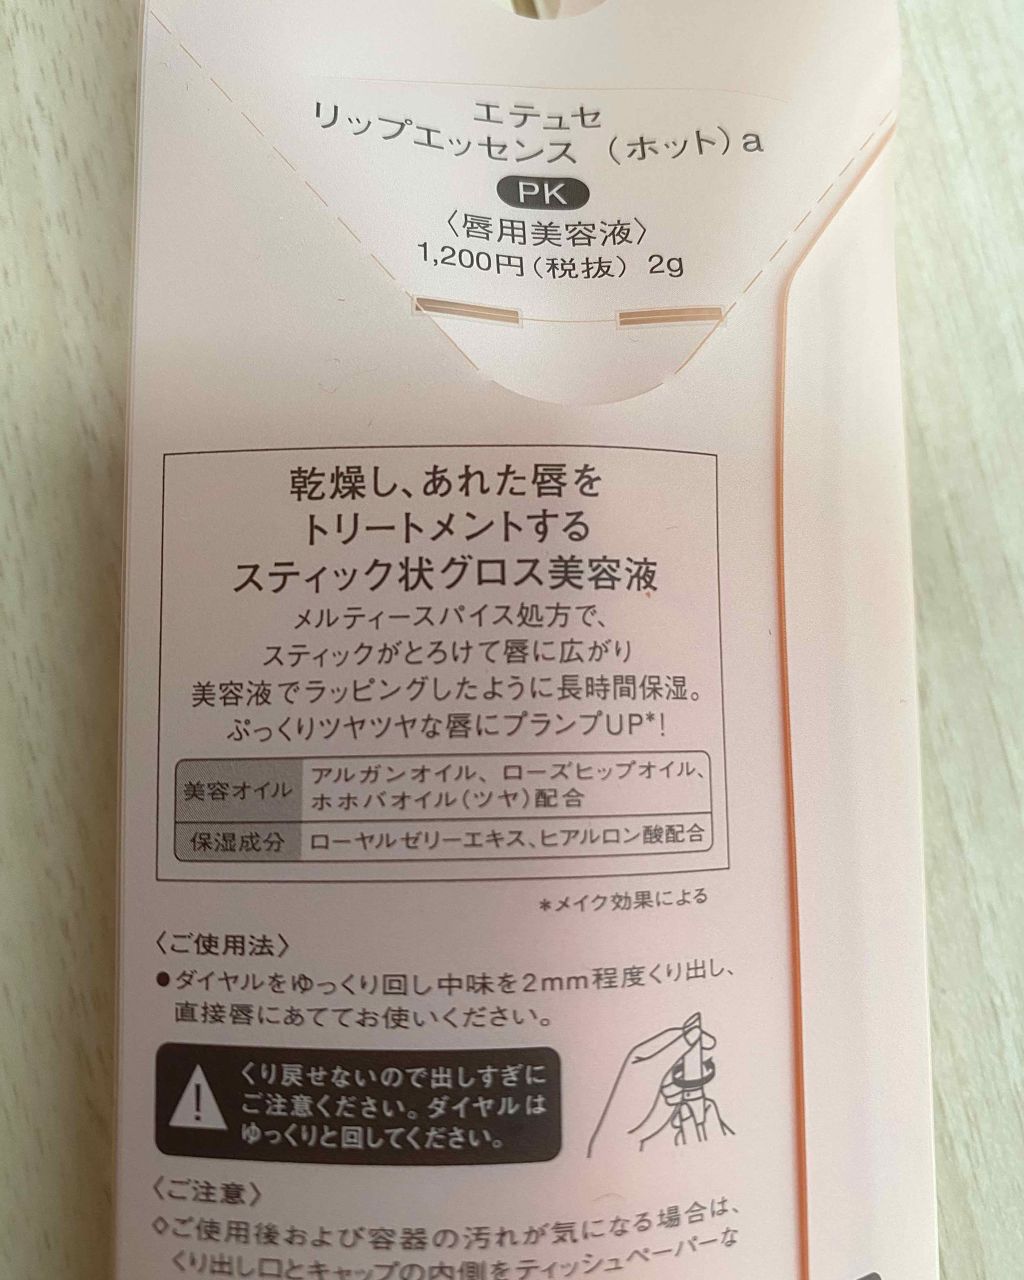 エテュセ
リップエッセンス（ホット）a
PK
〈唇用美容液〉
1,200円（税抜） 2g
乾燥し、あれた唇を
トリートメントする
スティック状グロス美容液
メルティースパイス処方で、
スティックがとろけて唇に広がり
美容液でラッピングしたように長時間保湿。
ぷっくりツヤツヤな唇にプランプUP*!
美容オイル
アルガンオイル、ローズヒップオイル、
ホホバオイル（ツヤ）配合
保湿成分
ローヤルゼリーエキス、ヒアルロン酸配合
*メイク効果による
〈ご使用法〉
●ダイヤルをゆっくり回し中味を2mm程度くり出し、
直接唇にあててお使いください。
!
くり戻せないので出しすぎに
ご注意ください。ダイヤルは
ゆっくりと回してください。
〈ご注意〉
◇ご使用後および容器の汚れが気になる場合は、
くり出し口とキャップの内側をティッシュペーパーな